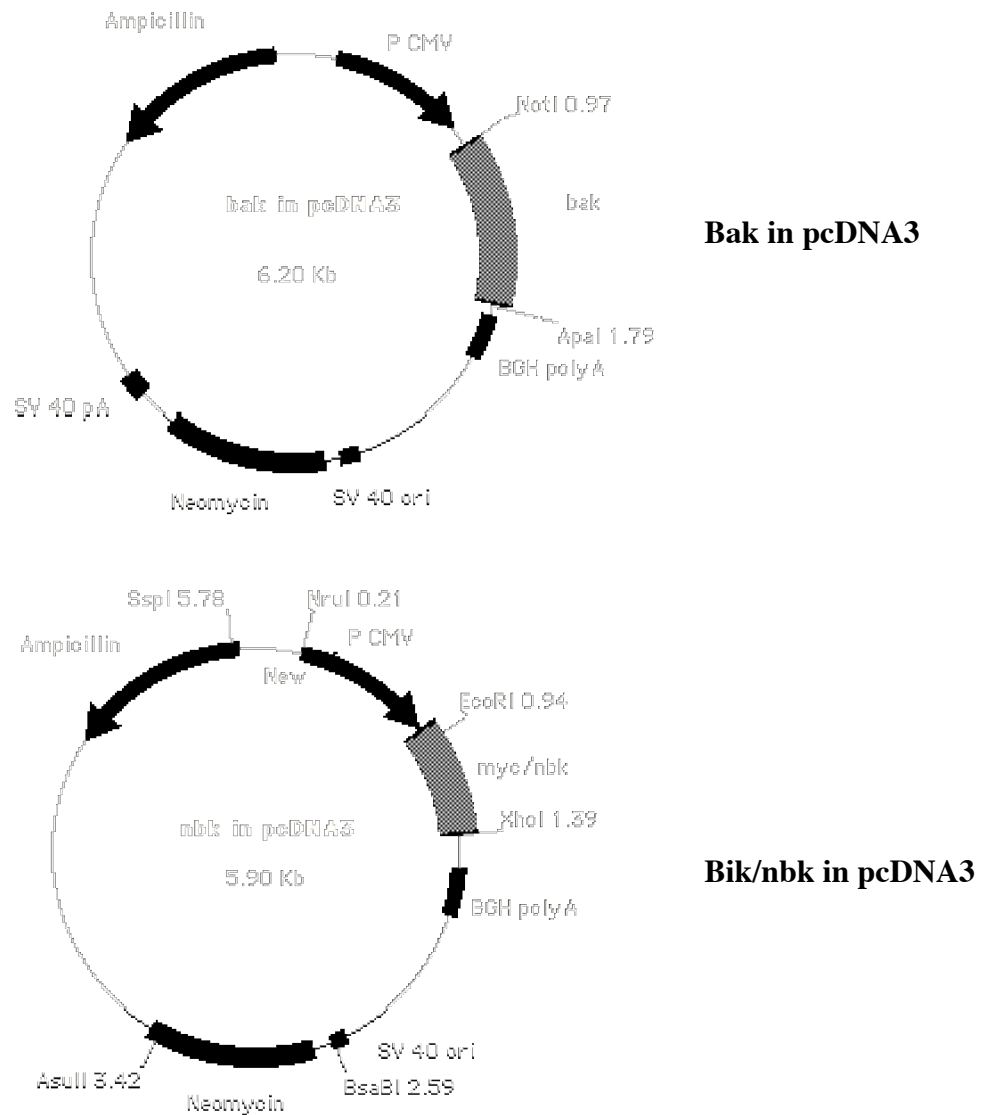 Ampicillin
P CMV
NotI 0.97
bak in pcDNA3
bak
Bak in pcDNA3
6.20 Kb
ApaI 1.79
BGH poly A
SV 40 pA
Neomycin
SV 40 ori
SspI 5.78
NruI 0.21
Ampicillin
P CMV
New
EcoRI 0.94
myc/nbk
nbk in pcDNA3
XhoI 1.39
5.90 Kb
Bik/nbk in pcDNA3
BGH poly A
SV 40 ori
AsuII 3.42
BsaBI 2.59
Neomycin